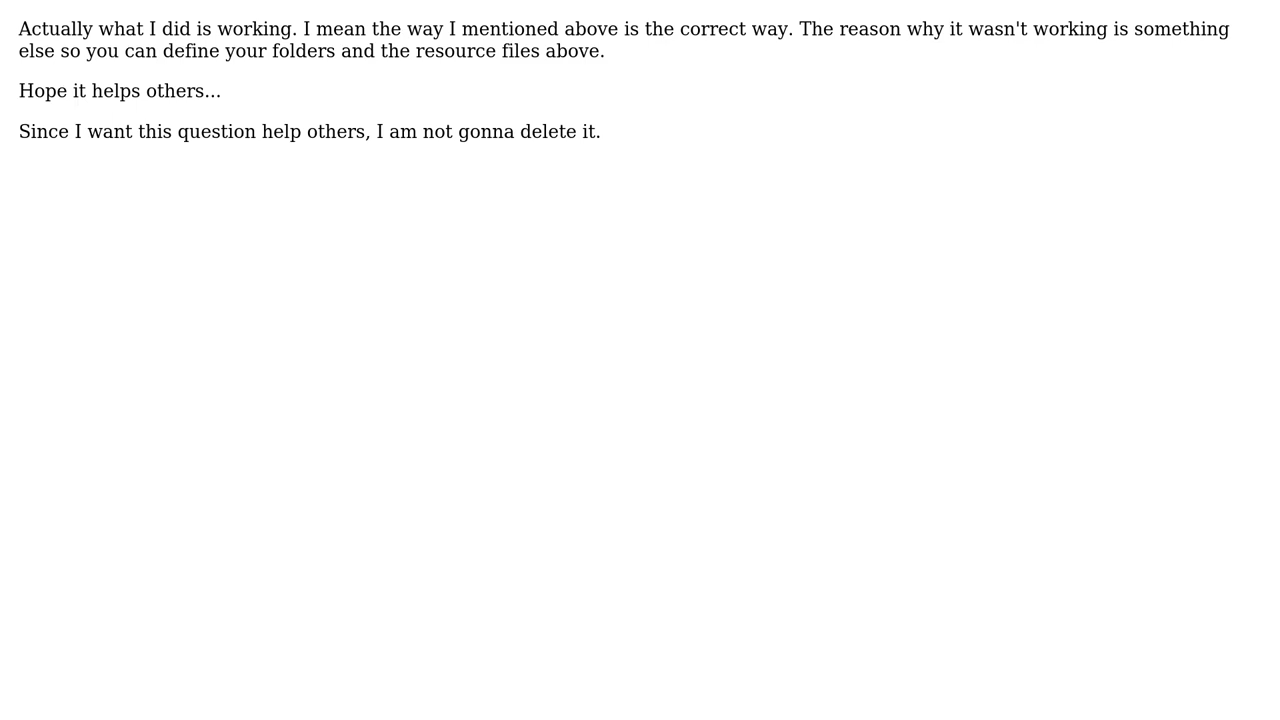 Actually what I did is working. I mean the way I mentioned above is the correct way. The reason why it wasn't working is something
else so you can define your folders and the resource files above.
Hope it helps others...
Since I want this question help others, I am not gonna delete it.